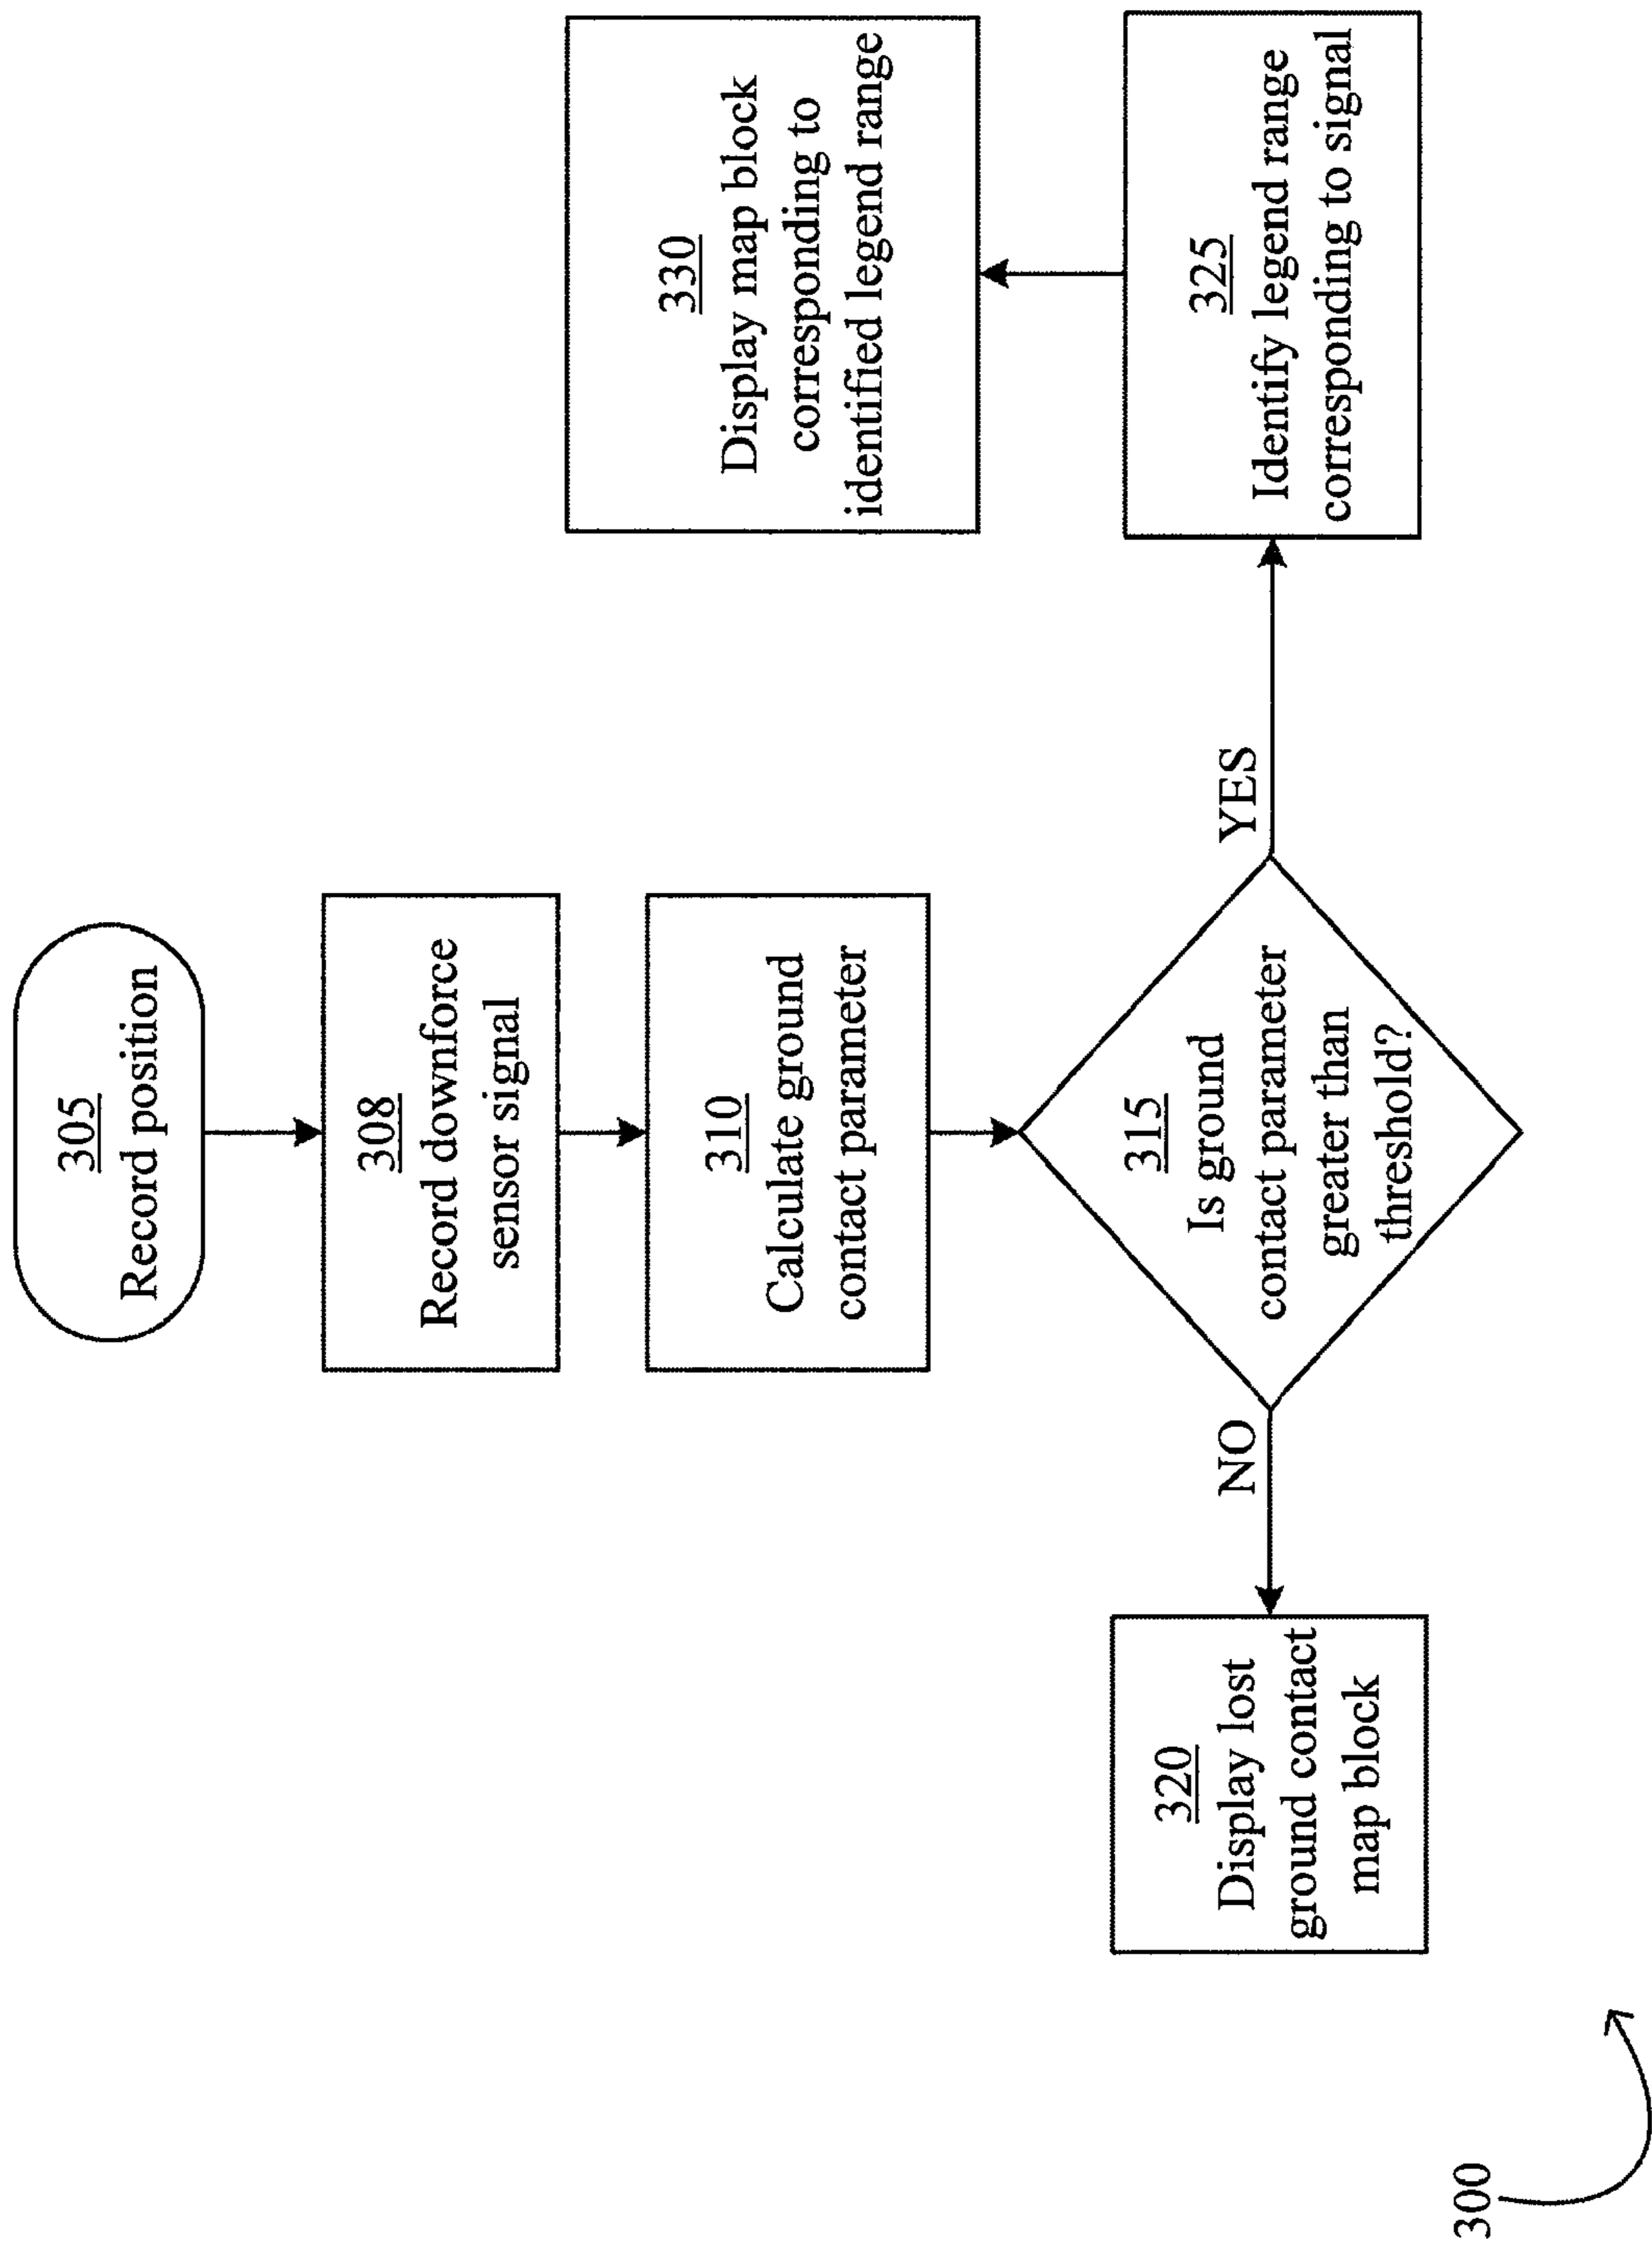 305
Record position
308
Record downforce
sensor signal
310
Calculate ground
contact parameter
315
Is ground
contact parameter
greater than
threshold?
NO
YES
320
Display lost
ground contact
map block
325
Identify legend range
corresponding to signal
330
Display map block
corresponding to
identified legend range
300